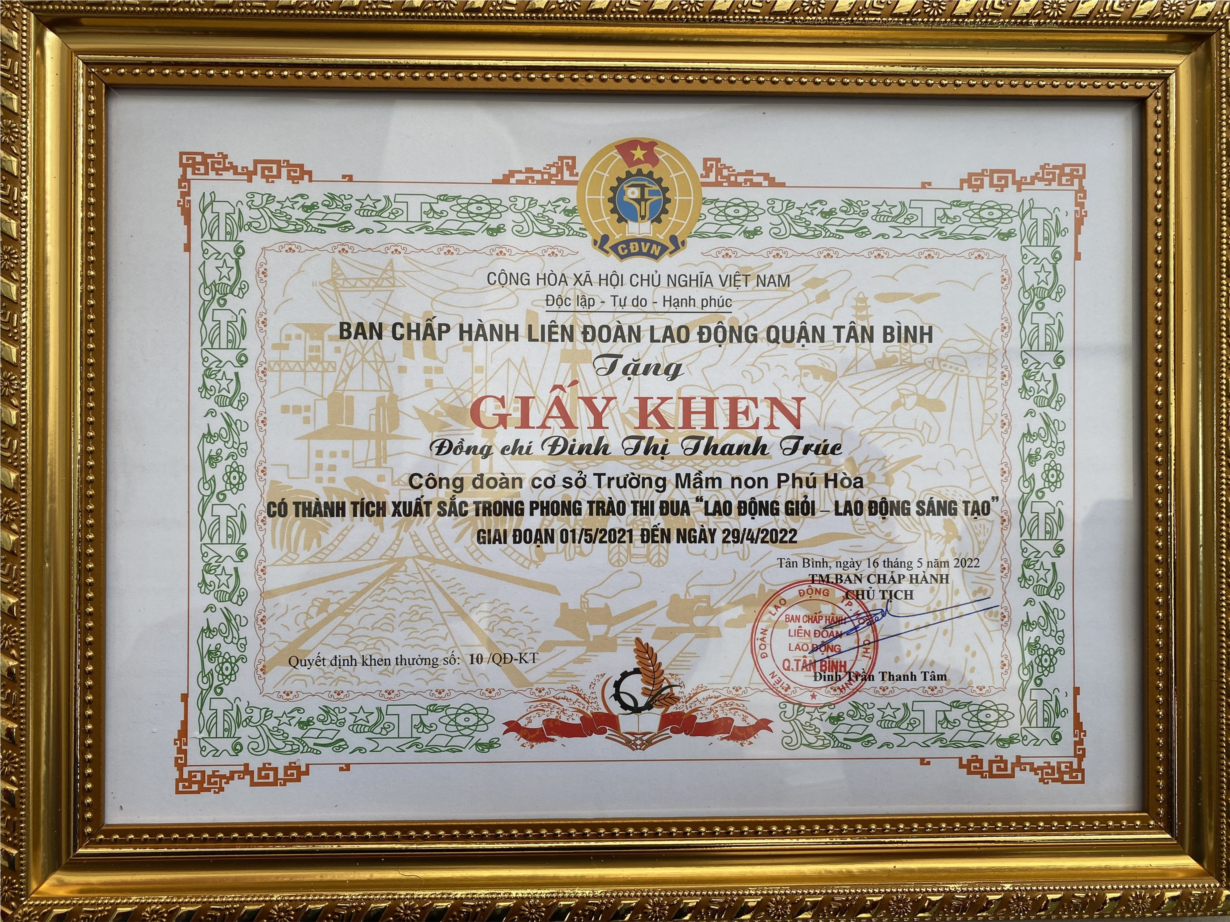 CĐVN
CỘNG HÒA XÃ HỘI CHỦ NGHĨA VIỆT NAM
Độc lập - Tự do - Hạnh phúc
BAN CHẤP HÀNH LIÊN ĐOÀN LAO ĐỘNG QUẬN TÂN BÌNH
Tặng
GIẤY KHEN
Đồng chí Đinh Thị Thanh Trúc
Công đoàn cơ sở Trường Mầm non Phú Hòa
CÓ THÀNH TÍCH XUẤT SẮC TRONG PHONG TRÀO THI ĐUA “LAO ĐỘNG GIỎI – LAO ĐỘNG SÁNG TẠO”
GIAI ĐOẠN 01/5/2021 ĐẾN NGÀY 29/4/2022
Tân Bình, ngày 16 tháng 5 năm 2022
TM.BAN CHẤP HÀNH
CHỦ TỊCH
LIÊN ĐOÀN LAO ĐỘNG TP.
BAN CHẤP HÀNH
LIÊN ĐOÀN
LAO ĐỘNG
Q.TÂN BÌNH
Đinh Trần Thanh Tâm
Quyết định khen thưởng số: 10 /QĐ-KT